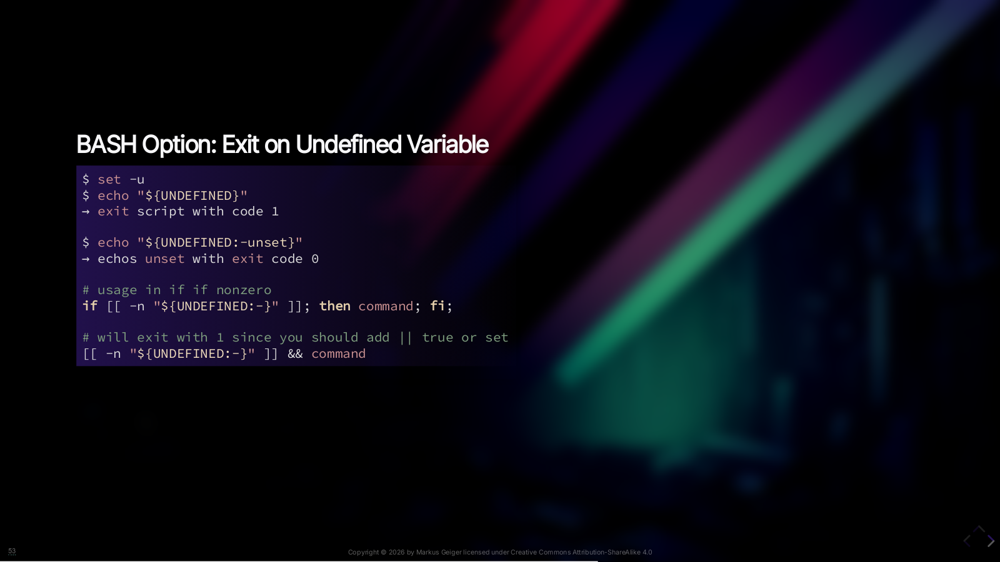 BASH Option: Exit on Undefined Variable
$ set -u
$ echo "${UNDEFINED}"
→ exit script with code 1
$ echo "${UNDEFINED:-unset}"
→ echos unset with exit code 0
# usage in if if nonzero
if [[ -n "${UNDEFINED:-}" ]]; then command; fi;
# will exit with 1 since you should add || true or set
[[ -n "${UNDEFINED:-}" ]] && command
53
Copyright © 2026 by Markus Geiger licensed under Creative Commons Attribution-ShareAlike 4.0